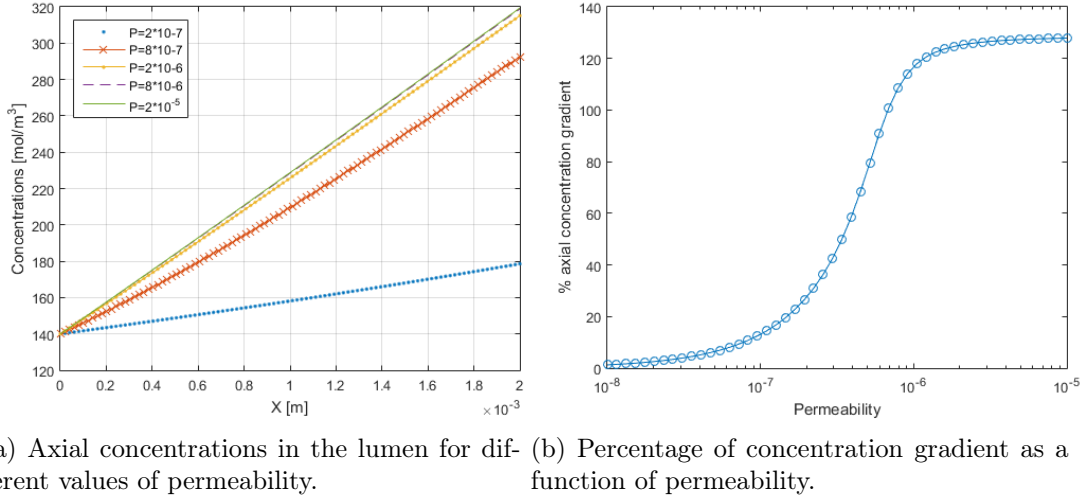 320
300
280
260
240
220
200
180
160
140
120
Concentrations [mol/m³]
P=2*10-7
P=8*10-7
P=2*10-6
P=8*10-6
P=2*10⁻⁵
0 0.2 0.4 0.6 0.8 1 1.2 1.4 1.6 1.8 2
X [m]
×10⁻³
140
120
100
80
60
40
20
0
% axial concentration gradient
10⁻⁸ 10⁻⁷ 10⁻⁶ 10⁻⁵
Permeability
) Axial concentrations in the lumen for dif-
erent values of permeability.
(b) Percentage of concentration gradient as a
function of permeability.